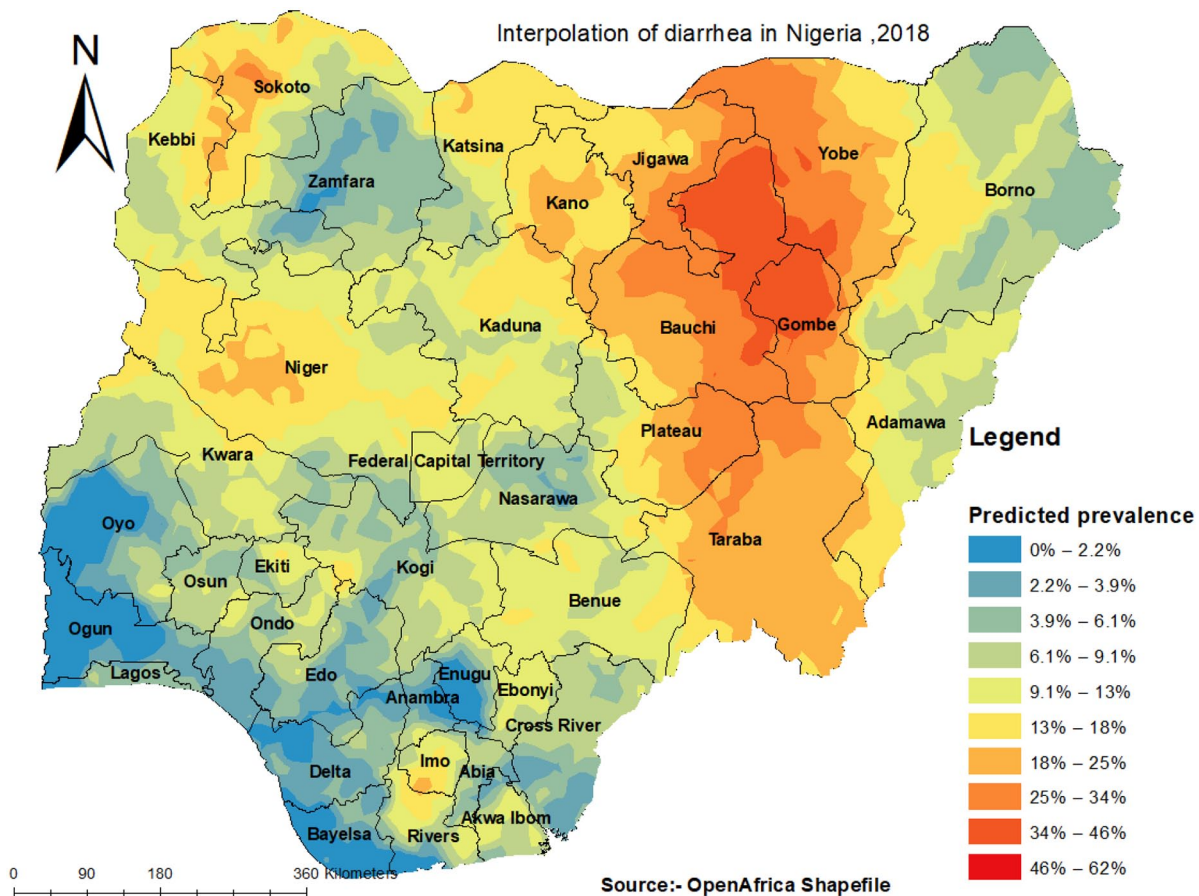 Interpolation of diarrhea in Nigeria ,2018
N
Sokoto
Kebbi
Katsina
Jigawa
Yobe
Zamfara
Kano
Borno
Kaduna
Bauchi
Gombe
Niger
Adamawa
Plateau
Kwara
Federal Capital Territory
Nasarawa
Oyo
Taraba
Osun
Ekiti
Kogi
Benue
Ogun
Ondo
Lagos
Edo
Enugu
Anambra
Ebonyi
Cross River
Delta
Imo
Abia
Bayelsa
Rivers
Akwa Ibom
Legend
Predicted prevalence
0% – 2.2%
2.2% – 3.9%
3.9% – 6.1%
6.1% – 9.1%
9.1% – 13%
13% – 18%
18% – 25%
25% – 34%
34% – 46%
46% – 62%
0 90 180 360 Kilometers
Source:- OpenAfrica Shapefile